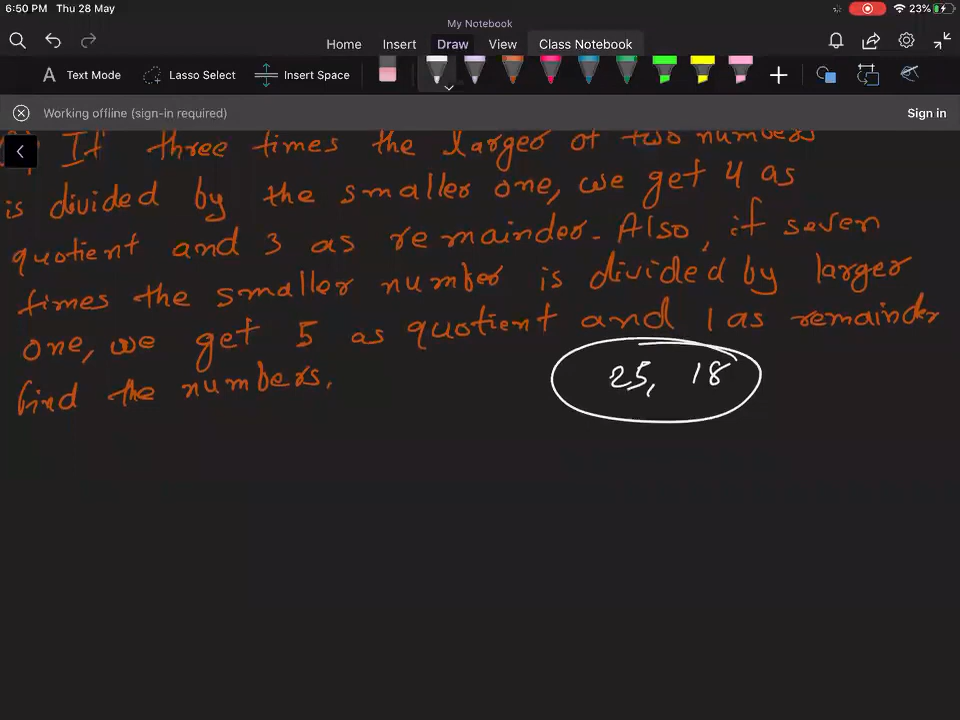 6:50 PM Thu 28 May
23%
My Notebook
Home Insert Draw View Class Notebook
Text Mode Lasso Select Insert Space
Working offline (sign-in required) Sign in
If three times the larger of two numbers
is divided by the smaller one, we get 4 as
quotient and 3 as remainder. Also, if seven
times the smaller number is divided by larger
one, we get 5 as quotient and 1 as remainder
find the numbers.
25, 18